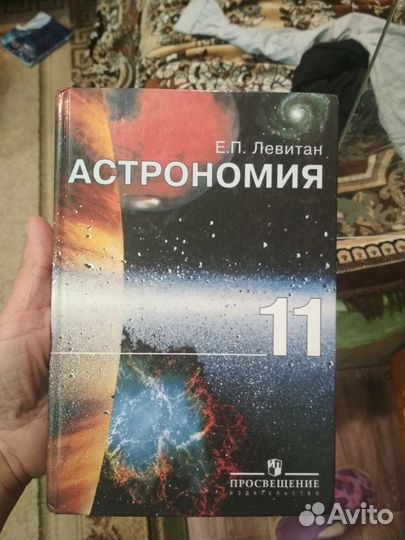 Е.П. Левитан
АСТРОНОМИЯ
11
ПРОСВЕЩЕНИЕ
ИЗДАТЕЛЬСТВО
Avito